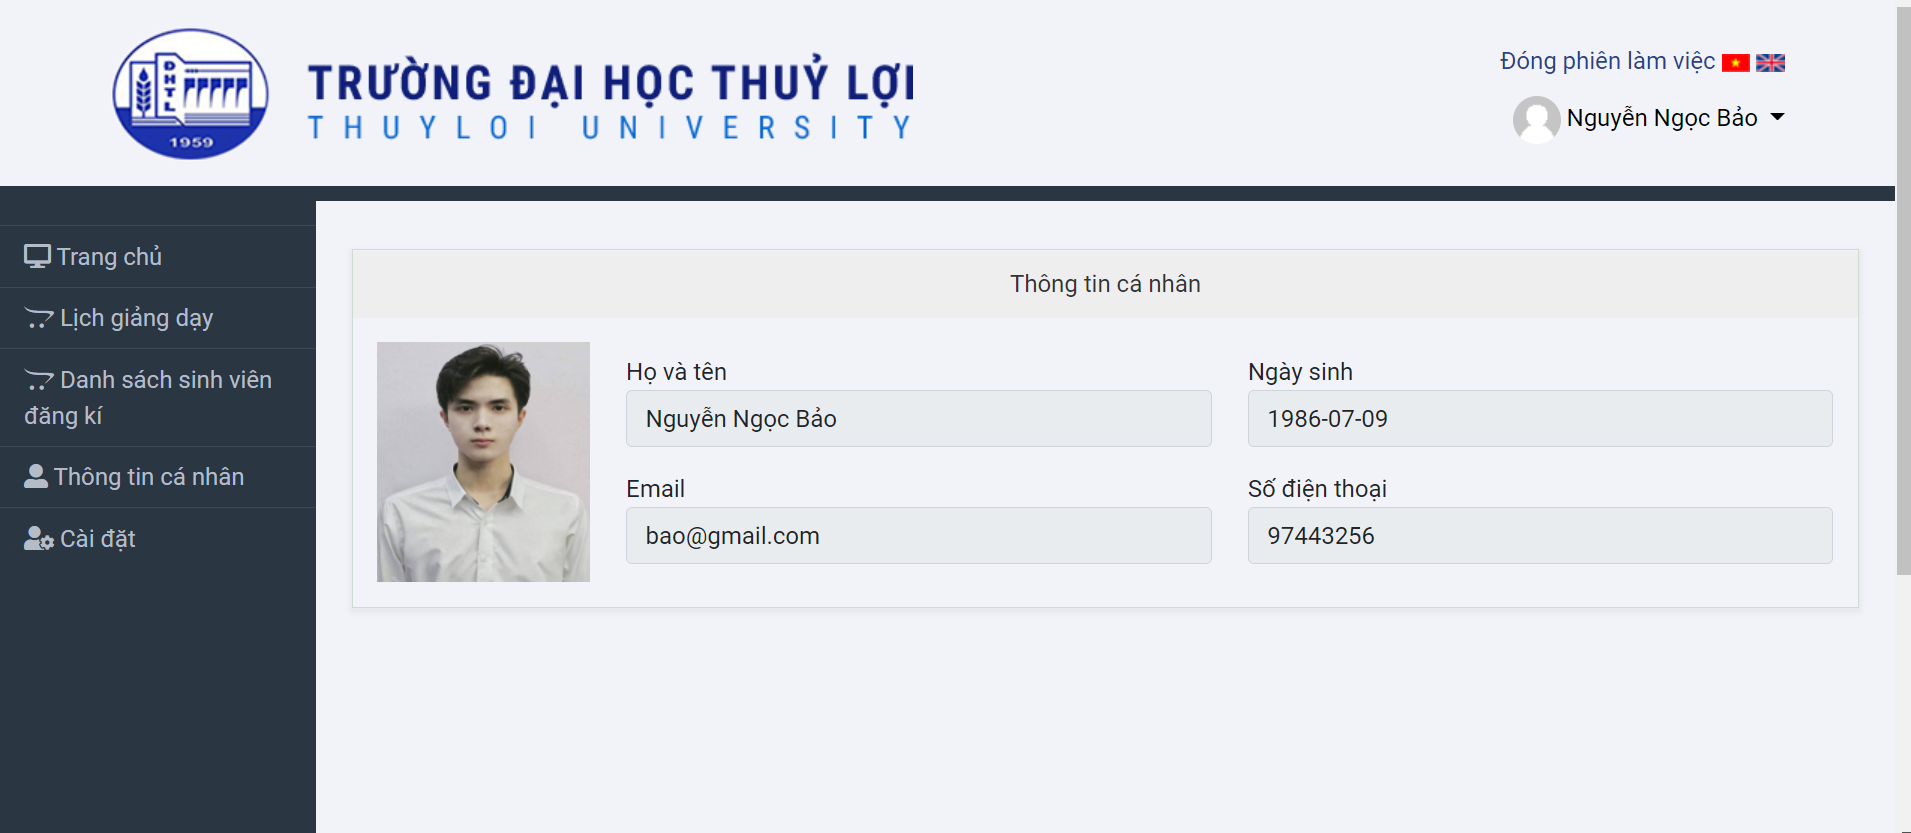 ĐHTL
1959
TRƯỜNG ĐẠI HỌC THUỶ LỢI
THUYLOI UNIVERSITY
Đóng phiên làm việc
Nguyễn Ngọc Bảo
Trang chủ
Lịch giảng dạy
Danh sách sinh viên
đăng kí
Thông tin cá nhân
Cài đặt
Thông tin cá nhân
Họ và tên
Nguyễn Ngọc Bảo
Ngày sinh
1986-07-09
Email
bao@gmail.com
Số điện thoại
97443256